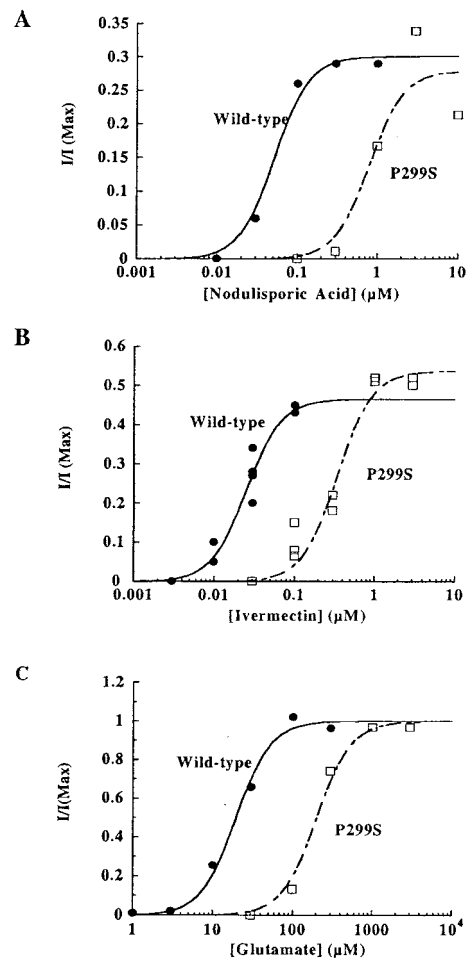 A
0.35
0.3
0.25
0.2
0.15
0.1
0.05
0
I/I (Max)
Wild-type
P299S
0.001 0.01 0.1 1 10
[Nodulisporic Acid] (µM)
B
0.6
0.5
0.4
0.3
0.2
0.1
0
I/I (Max)
Wild-type
P299S
0.001 0.01 0.1 1 10
[Ivermectin] (µM)
C
1.2
1
0.8
0.6
0.4
0.2
0
I/I(Max)
Wild-type
P299S
1 10 100 1000 10⁴
[Glutamate] (µM)